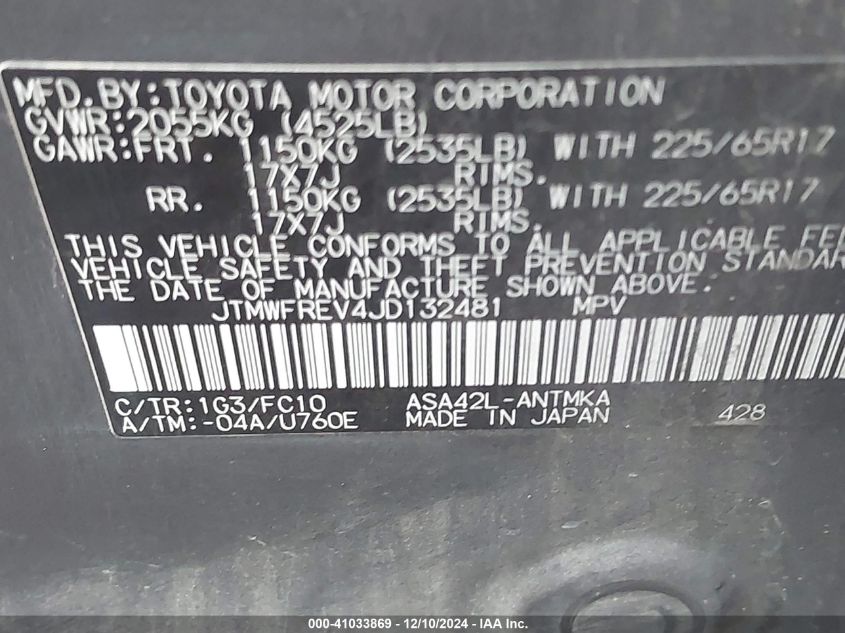 MFD. BY: TOYOTA MOTOR CORPORATION
GVWR: 2055KG (4525LB)
GAWR: FRT. 1150KG (2535LB) WITH 225/65R17
17X7J RIMS.
RR. 1150KG (2535LB) WITH 225/65R17
17X7J RIMS.
THIS VEHICLE CONFORMS TO ALL APPLICABLE
VEHICLE SAFETY AND THEFT PREVENTION
THE DATE OF MANUFACTURE SHOWN ABOVE.
JTMWFREV4JD132481 MPV
C/TR: 1G3/FC10 ASA42L-ANTMKA
A/TM: -04A/U760E MADE IN JAPAN 428
000-41033869 - 12/10/2024 - IAA Inc.